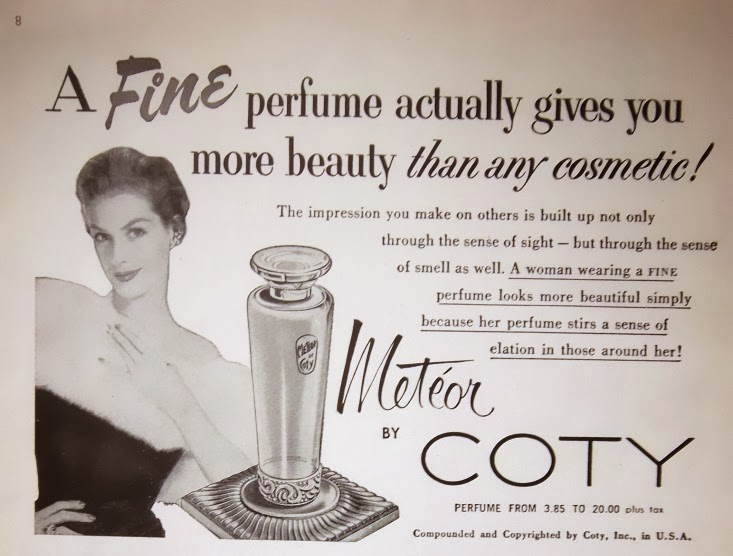 8
A Fine perfume actually gives you
more beauty than any cosmetic!
The impression you make on others is built up not only
through the sense of sight — but through the sense
of smell as well. A woman wearing a FINE
perfume looks more beautiful simply
because her perfume stirs a sense of
elation in those around her!
METEOR
BY
COTY
Metéor
BY
COTY
PERFUME FROM 3.85 TO 20.00 plus tax
Compounded and Copyrighted by Coty, Inc., in U.S.A.